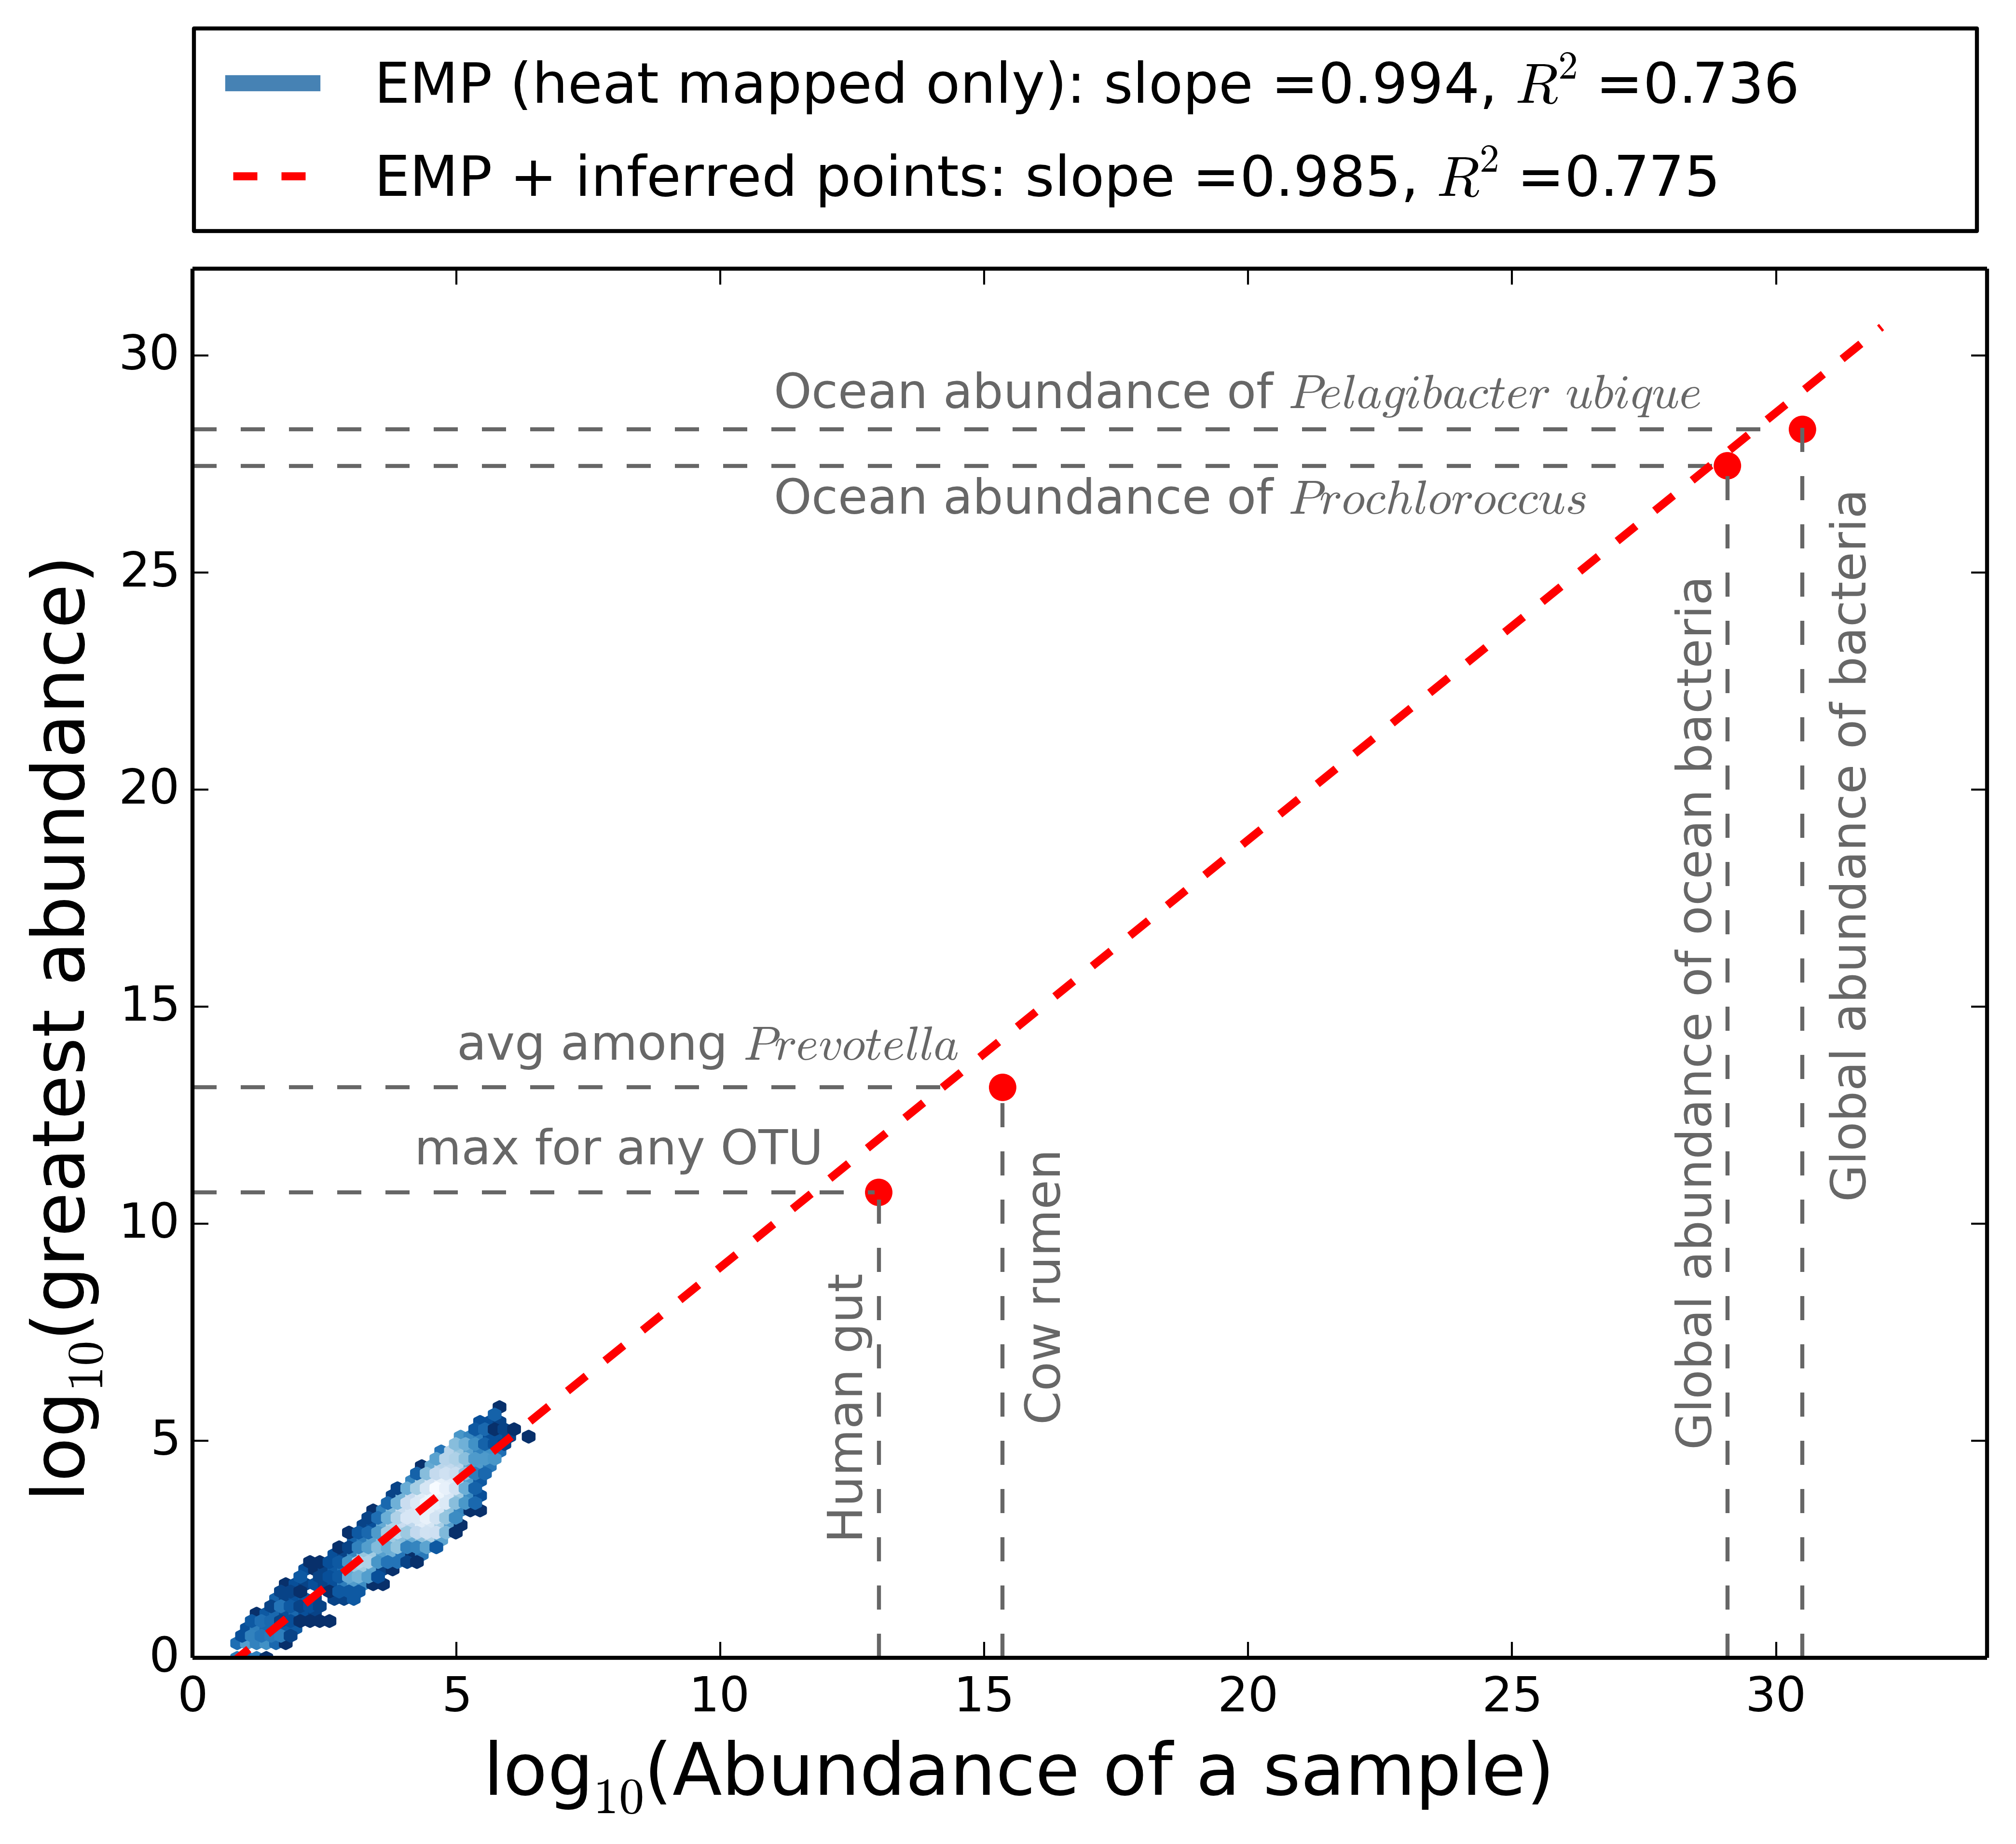 EMP (heat mapped only): slope =0.994, R² =0.736
EMP + inferred points: slope =0.985, R² =0.775
30
25
20
15
10
5
0
log₁₀(greatest abundance)
Ocean abundance of Pelagibacter ubique
Ocean abundance of Prochloroccus
avg among Prevotella
max for any OTU
Human gut
Cow rumen
Global abundance of ocean bacteria
Global abundance of bacteria
0 5 10 15 20 25 30
log₁₀(Abundance of a sample)